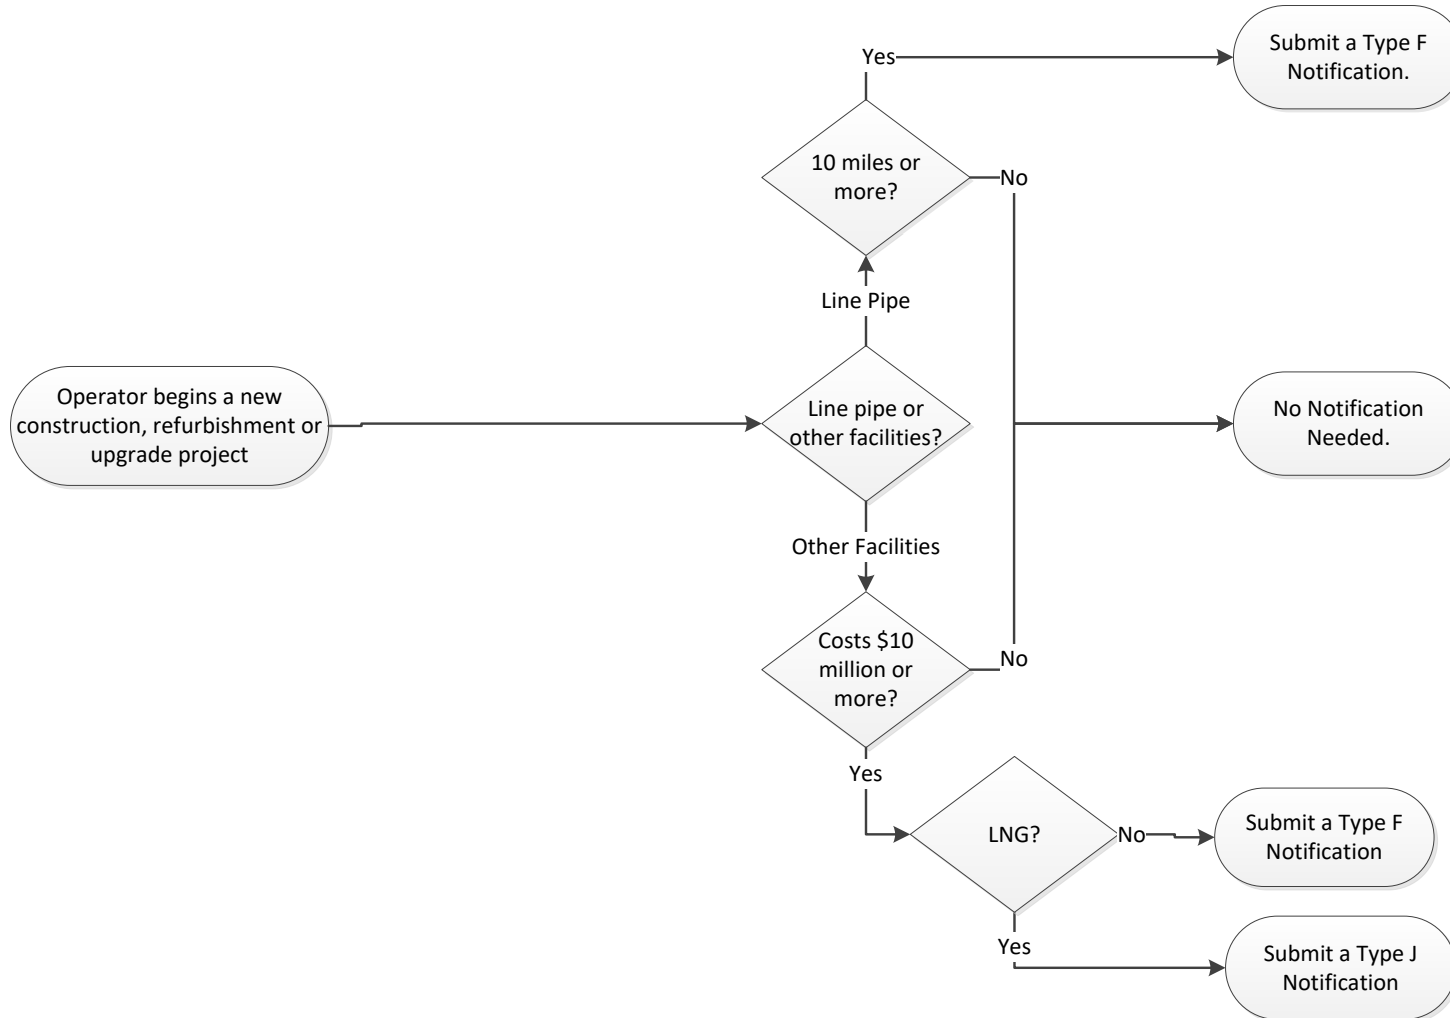 Yes
Submit a Type F
Notification.
10 miles or
more?
No
Line Pipe
Operator begins a new
construction, refurbishment or
upgrade project
Line pipe or
other facilities?
No Notification
Needed.
Other Facilities
Costs $10
million or
more?
No
Yes
LNG?
No
Submit a Type F
Notification
Yes
Submit a Type J
Notification